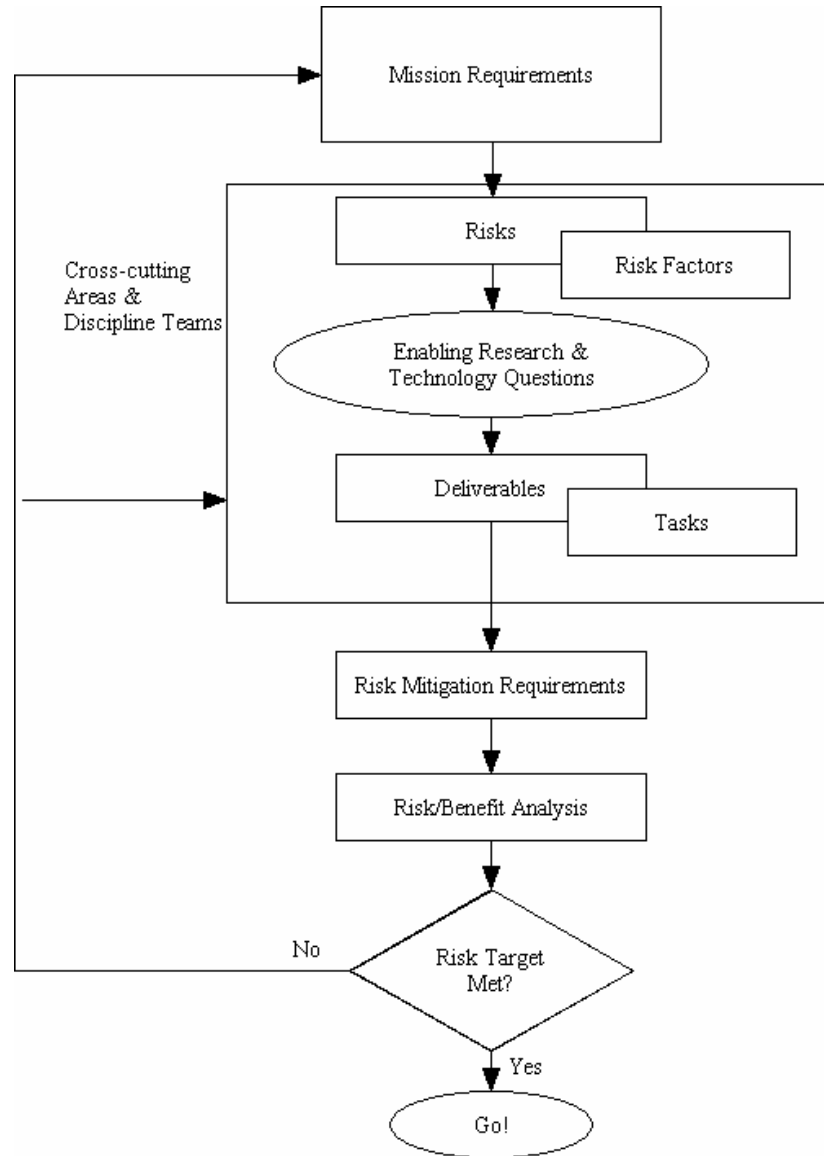 Mission Requirements
Risks
Risk Factors
Cross-cutting
Areas &
Discipline Teams
Enabling Research &
Technology Questions
Deliverables
Tasks
Risk Mitigation Requirements
Risk/Benefit Analysis
No
Risk Target
Met?
Yes
Go!